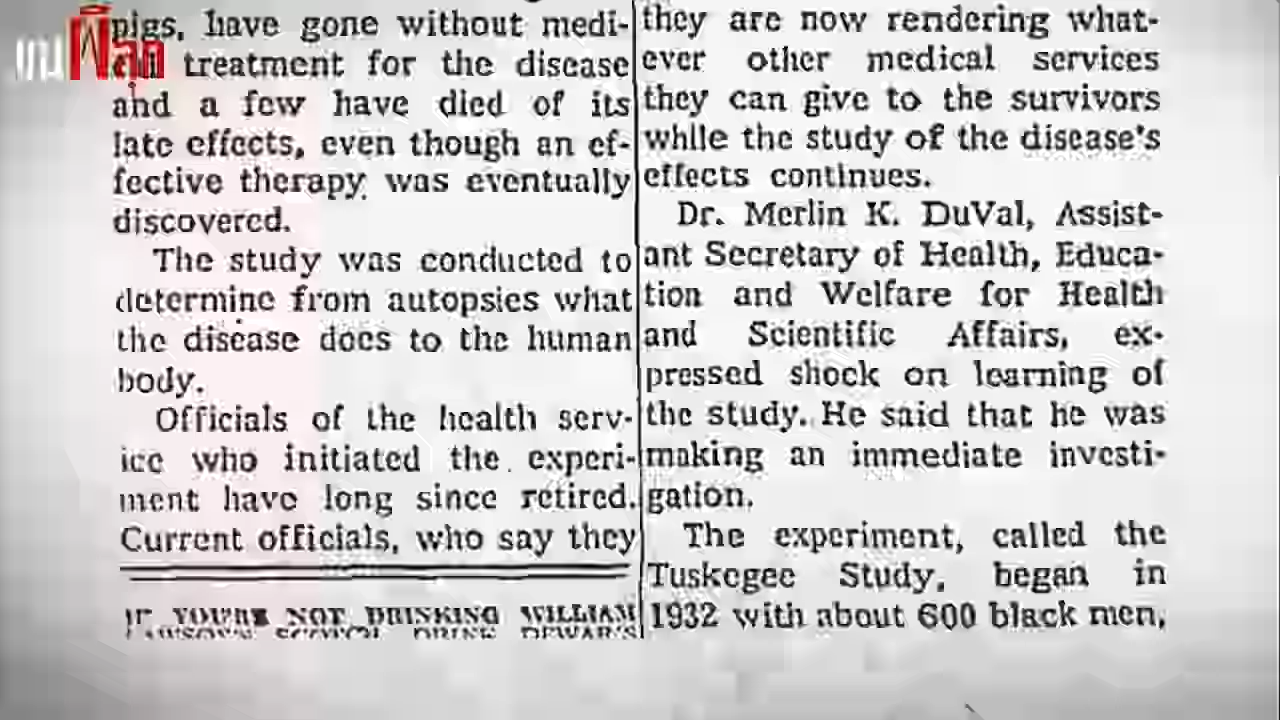 pigs, have gone without medi-
treatment for the disease
and a few have died of its
late effects, even though an ef-
fective therapy was eventually
discovered.
The study was conducted to
determine from autopsies what
the disease does to the human
body.
Officials of the health serv-
ice who initiated the experi-
ment have long since retired.
Current officials, who say they
IF YOU'RE NOT DRINKING WILLIAM
they are now rendering what-
ever other medical services
they can give to the survivors
while the study of the disease's
effects continues.
Dr. Merlin K. DuVal, Assist-
ant Secretary of Health, Educa-
tion and Welfare for Health
and Scientific Affairs, ex-
pressed shock on learning of
the study. He said that he was
making an immediate investi-
gation.
The experiment, called the
Tuskegee Study, began in
1932 with about 600 black men,